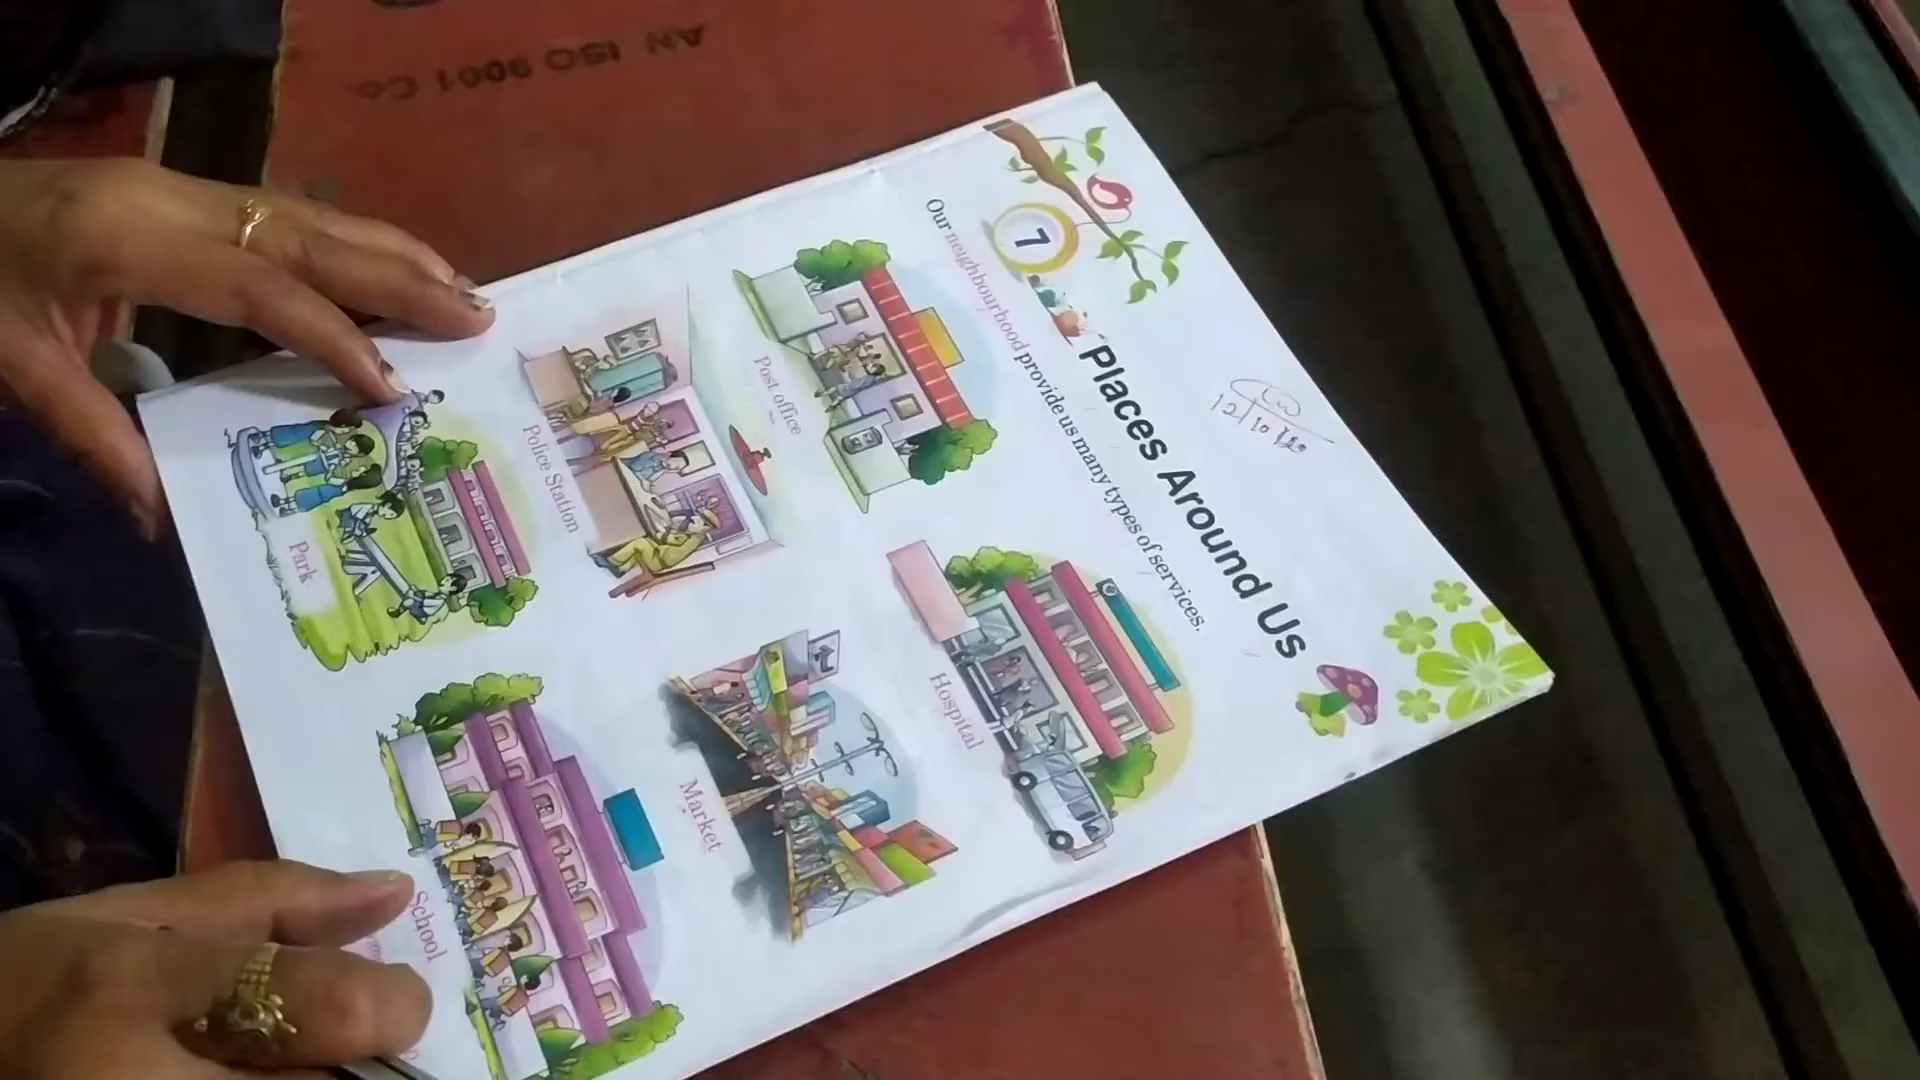 AN ISO 9001 Co.
7
Places Around Us
Our neighbourhood provide us many types of services.
Post office
Hospital
Police Station
Market
Park
School